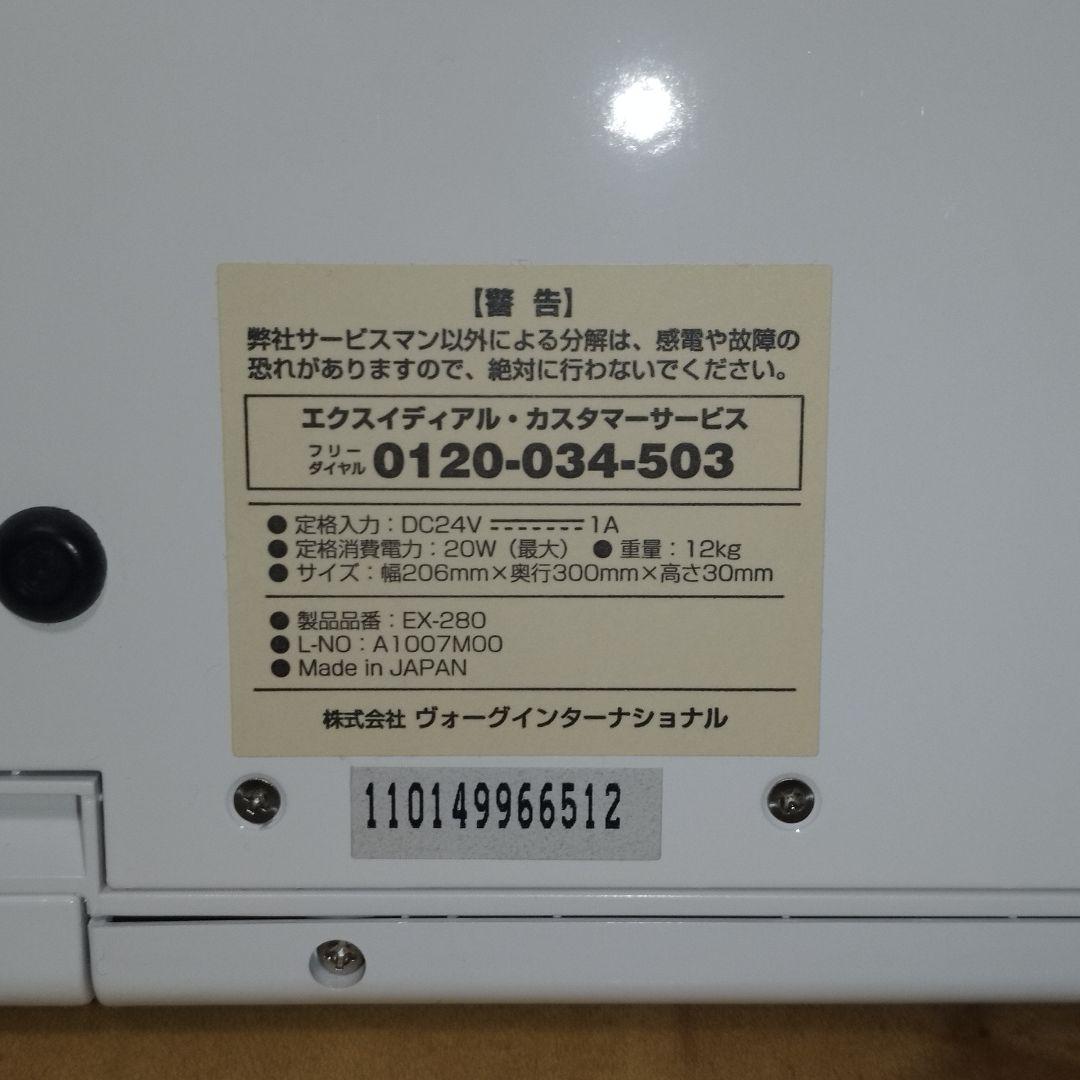 【警 告】
弊社サービスマン以外による分解は、感電や故障の
恐れがありますので、絶対に行わないでください。
エクスイディアル・カスタマーサービス
フリーダイヤル 0120-034-503
● 定格入力：DC24V ⎓ 1A
● 定格消費電力：20W（最大） ● 重量：12kg
● サイズ：幅206mm×奥行300mm×高さ30mm
● 製品品番：EX-280
● L-NO：A1007M00
● Made in JAPAN
株式会社 ヴォーグインターナショナル
110149966512